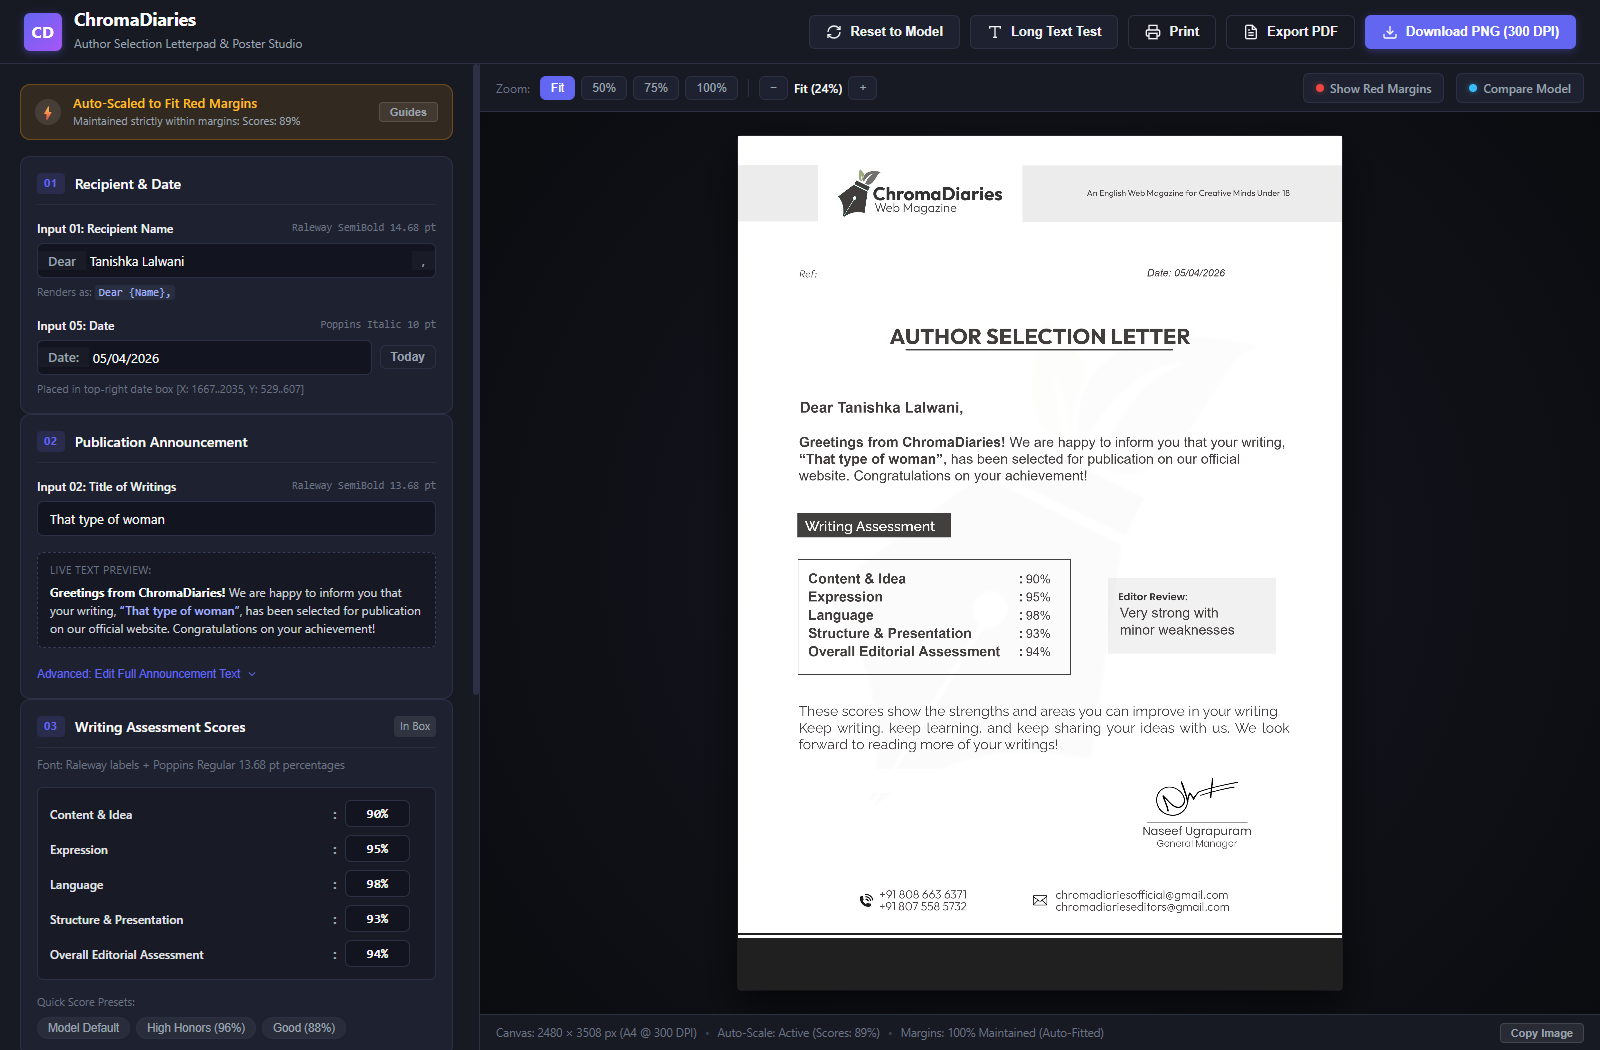 CD
ChromaDiaries
Author Selection Letterpad & Poster Studio
Reset to Model
Long Text Test
Print
Export PDF
Download PNG (300 DPI)
Auto-Scaled to Fit Red Margins
Maintained strictly within margins: Scores: 89%
Guides
01 Recipient & Date
Input 01: Recipient Name Raleway SemiBold 14.68 pt
Dear Tanishka Lalwani ,
Renders as: Dear {Name},
Input 05: Date Poppins Italic 10 pt
Date: 05/04/2026 Today
Placed in top-right date box [X: 1667..2035, Y: 529..607]
02 Publication Announcement
Input 02: Title of Writings Raleway SemiBold 13.68 pt
That type of woman
LIVE TEXT PREVIEW:
Greetings from ChromaDiaries! We are happy to inform you that
your writing, “That type of woman”, has been selected for publication
on our official website. Congratulations on your achievement!
Advanced: Edit Full Announcement Text
03 Writing Assessment Scores In Box
Font: Raleway labels + Poppins Regular 13.68 pt percentages
Content & Idea : 90%
Expression : 95%
Language : 98%
Structure & Presentation : 93%
Overall Editorial Assessment : 94%
Quick Score Presets:
Model Default High Honors (96%) Good (88%)
Zoom: Fit 50% 75% 100% − Fit (24%) +
Show Red Margins
Compare Model
ChromaDiaries
Web Magazine
An English Web Magazine for Creative Minds Under 18
Ref:
Date: 05/04/2026
AUTHOR SELECTION LETTER
Dear Tanishka Lalwani,
Greetings from ChromaDiaries! We are happy to inform you that your writing,
“That type of woman”, has been selected for publication on our official
website. Congratulations on your achievement!
Writing Assessment
Content & Idea : 90%
Expression : 95%
Language : 98%
Structure & Presentation : 93%
Overall Editorial Assessment : 94%
Editor Review:
Very strong with
minor weaknesses
These scores show the strengths and areas you can improve in your writing.
Keep writing, keep learning, and keep sharing your ideas with us. We look
forward to reading more of your writings!
Naseef Ugrapuram
General Manager
+91 808 663 6371
+91 807 558 5732
chromadiariesofficial@gmail.com
chromadiarieseditors@gmail.com
Canvas: 2480 × 3508 px (A4 @ 300 DPI) • Auto-Scale: Active (Scores: 89%) • Margins: 100% Maintained (Auto-Fitted)
Copy Image